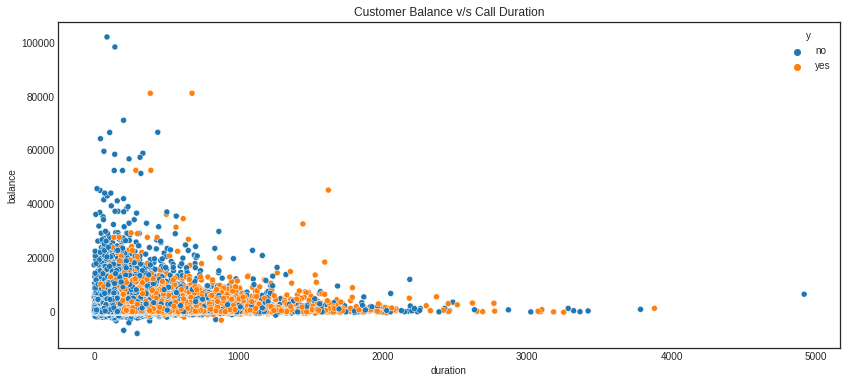 Customer Balance v/s Call Duration
y
no
yes
100000
80000
60000
40000
20000
0
balance
0 1000 2000 3000 4000 5000
duration